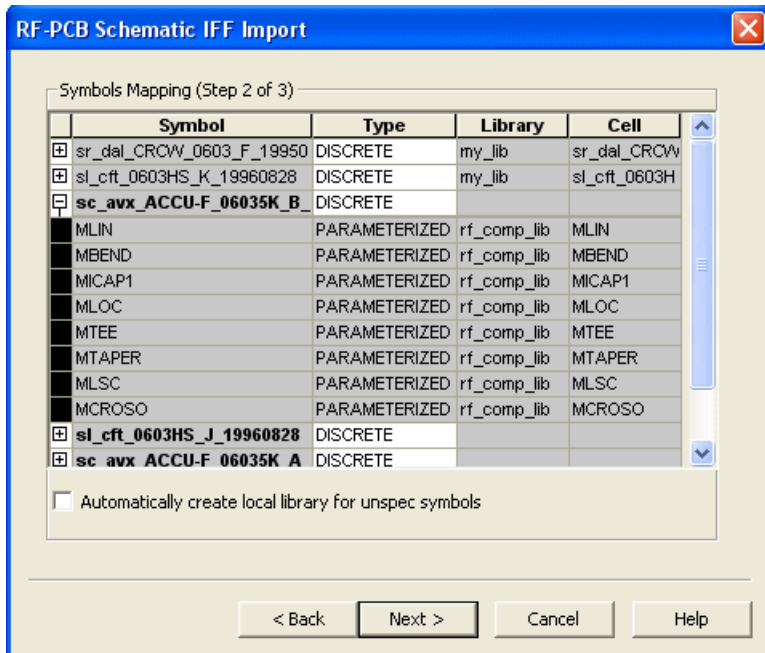 RF-PCB Schematic IFF Import
Symbols Mapping (Step 2 of 3)
Symbol Type Library Cell
sr_dal_CRCW_0603_F_19950 DISCRETE my_lib sr_dal_CRCW
sl_cft_0603HS_K_19960828 DISCRETE my_lib sl_cft_0603H
sc_avx_ACCU-F_06035K_B_ DISCRETE
MLIN PARAMETERIZED rf_comp_lib MLIN
MBEND PARAMETERIZED rf_comp_lib MBEND
MICAP1 PARAMETERIZED rf_comp_lib MICAP1
MLOC PARAMETERIZED rf_comp_lib MLOC
MTEE PARAMETERIZED rf_comp_lib MTEE
MTAPER PARAMETERIZED rf_comp_lib MTAPER
MLSC PARAMETERIZED rf_comp_lib MLSC
MCROSO PARAMETERIZED rf_comp_lib MCROSO
sl_cft_0603HS_J_19960828 DISCRETE
sc_avx_ACCU-F_06035K_A DISCRETE
Automatically create local library for unspec symbols
< Back Next > Cancel Help